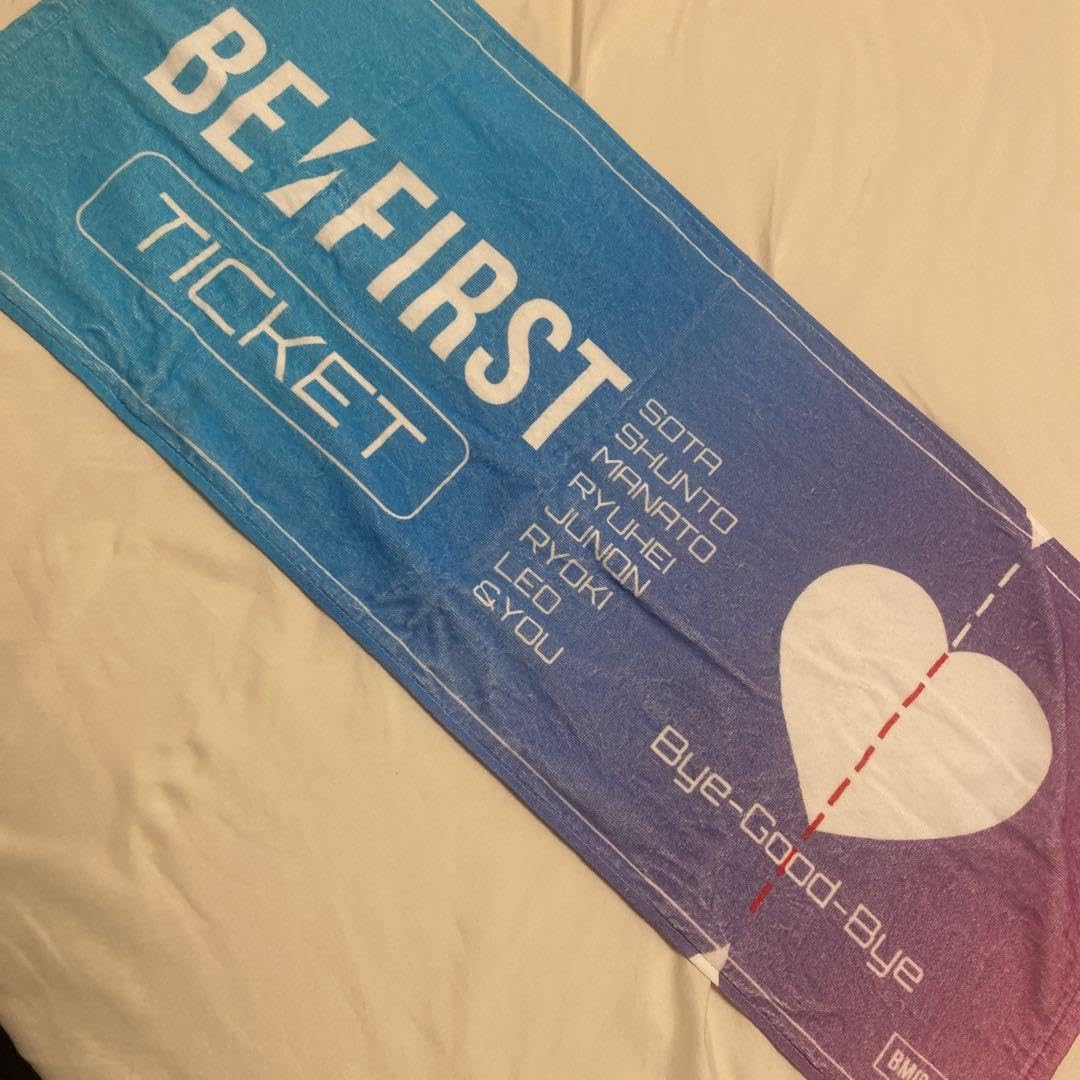 BE:FIRST
TICKET
SOTA
SHUNTO
MANATO
RYUHEI
JUNON
RYOKI
LEO
&YOU
Bye-Good-Bye